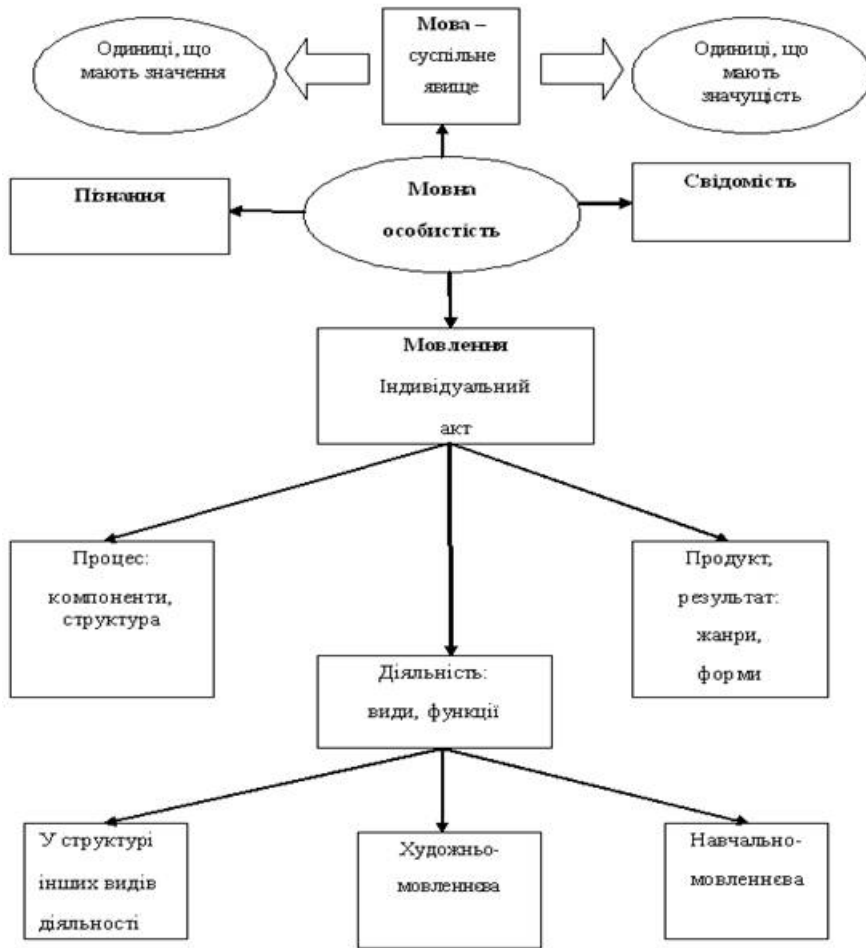 Мова –
суспільне
явище
Одиниці, що
мають значення
Одиниці, що
мають
значущість
Пізнання
Мовна
особистість
Свідомість
Мовлення
Індивідуальний
акт
Процес:
компоненти,
структура
Продукт,
результат:
жанри,
форми
Діяльність:
види, функції
У структурі
інших видів
діяльності
Художньо-
мовленнєва
Навчально-
мовленнєва